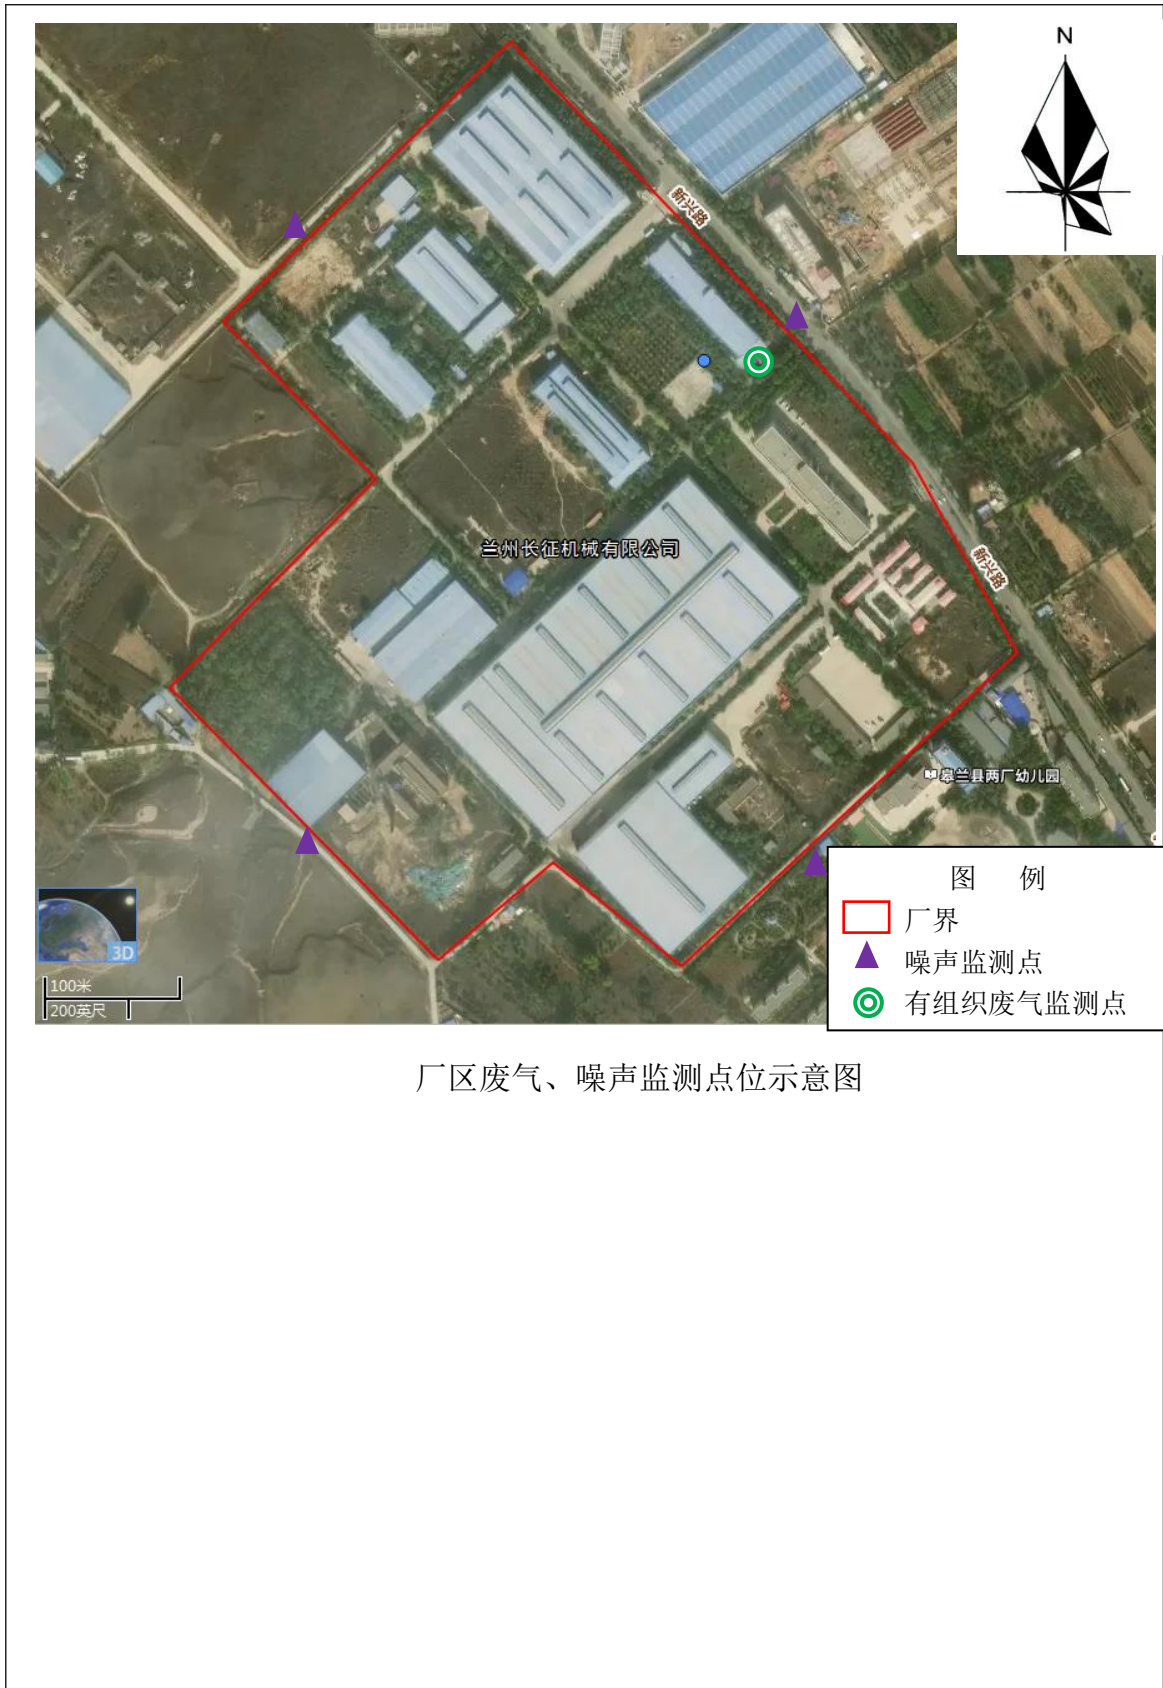 N
新兴路
兰州长征机械有限公司
新兴路
皋兰县两厂幼儿园
3D
100米
200英尺
图 例
厂界
噪声监测点
有组织废气监测点
厂区废气、噪声监测点位示意图